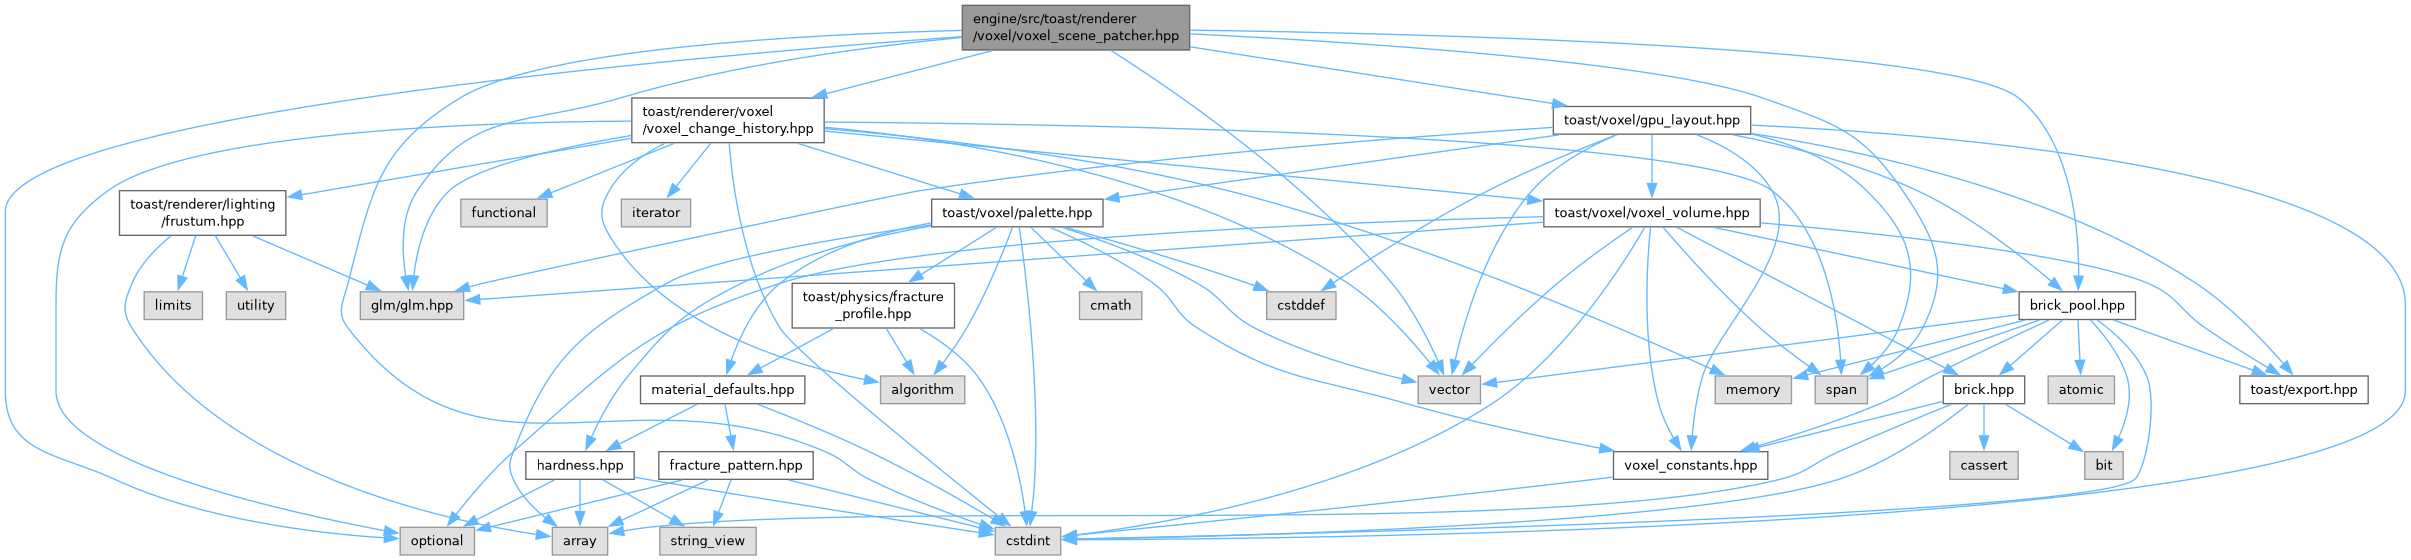 engine/src/toast/renderer
/voxel/voxel_scene_patcher.hpp
toast/renderer/voxel
/voxel_change_history.hpp
toast/voxel/gpu_layout.hpp
toast/renderer/lighting
/frustum.hpp
functional
iterator
toast/voxel/palette.hpp
toast/voxel/voxel_volume.hpp
limits
utility
glm/glm.hpp
toast/physics/fracture
_profile.hpp
cmath
cstddef
brick_pool.hpp
material_defaults.hpp
algorithm
vector
memory
span
brick.hpp
atomic
toast/export.hpp
hardness.hpp
fracture_pattern.hpp
voxel_constants.hpp
cassert
bit
optional
array
string_view
cstdint